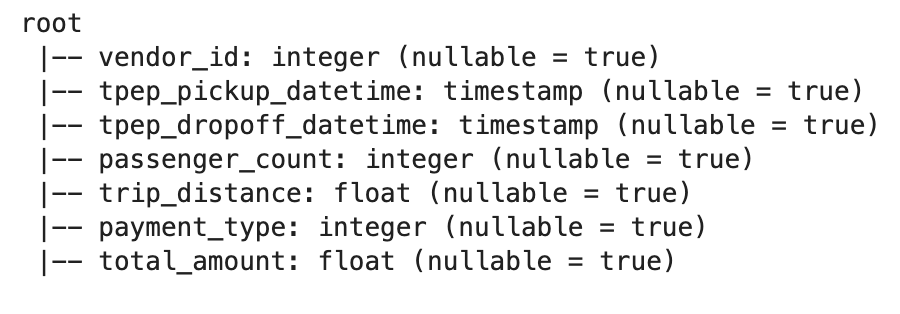 root
 |-- vendor_id: integer (nullable = true)
 |-- tpep_pickup_datetime: timestamp (nullable = true)
 |-- tpep_dropoff_datetime: timestamp (nullable = true)
 |-- passenger_count: integer (nullable = true)
 |-- trip_distance: float (nullable = true)
 |-- payment_type: integer (nullable = true)
 |-- total_amount: float (nullable = true)